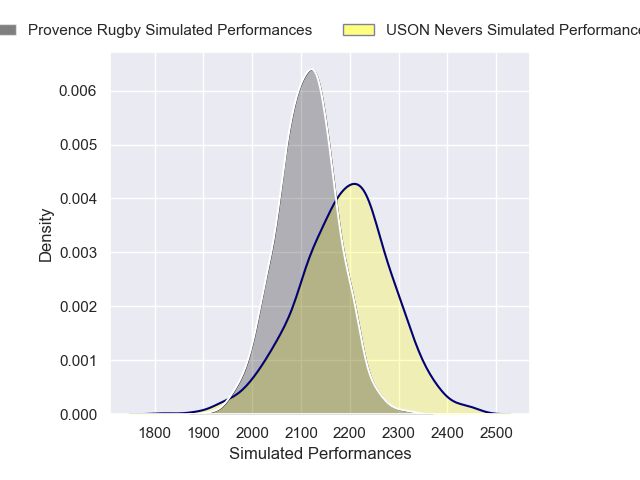 Provence Rugby Simulated Performances
USON Nevers Simulated Performance
0.006
0.005
0.004
0.003
0.002
0.001
0.000
Density
1800 1900 2000 2100 2200 2300 2400 2500
Simulated Performances